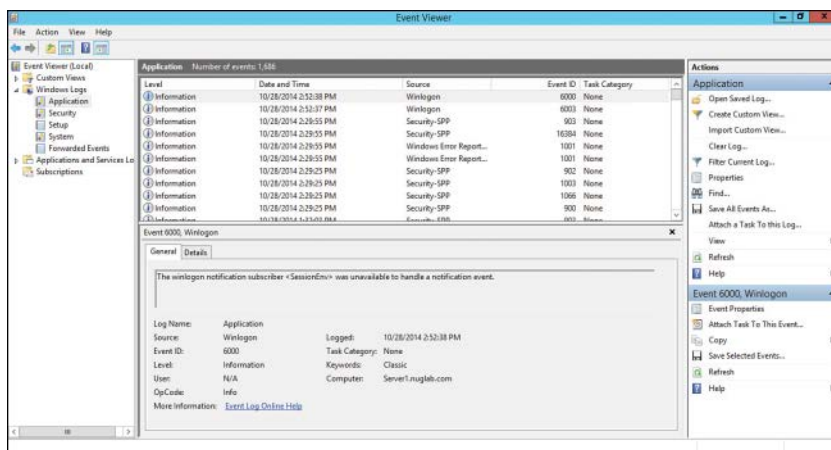 Event Viewer
File Action View Help
Event Viewer (Local)
Custom Views
Windows Logs
Application
Security
Setup
System
Forwarded Events
Applications and Services Lo
Subscriptions
Application Number of events: 1,686
Level Date and Time Source Event ID Task Category
Information 10/28/2014 2:52:38 PM Winlogon 6000 None
Information 10/28/2014 2:52:37 PM Winlogon 6003 None
Information 10/28/2014 2:29:55 PM Security-SPP 903 None
Information 10/28/2014 2:29:55 PM Security-SPP 16384 None
Information 10/28/2014 2:29:55 PM Windows Error Report... 1001 None
Information 10/28/2014 2:29:55 PM Windows Error Report... 1001 None
Information 10/28/2014 2:29:25 PM Security-SPP 902 None
Information 10/28/2014 2:29:25 PM Security-SPP 1003 None
Information 10/28/2014 2:29:25 PM Security-SPP 1066 None
Information 10/28/2014 2:29:25 PM Security-SPP 900 None
Event 6000, Winlogon
General Details
The winlogon notification subscriber <SessionEnv> was unavailable to handle a notification event.
Log Name: Application
Source: Winlogon Logged: 10/28/2014 2:52:38 PM
Event ID: 6000 Task Category: None
Level: Information Keywords: Classic
User: N/A Computer: Server1.nuglab.com
OpCode: Info
More Information: Event Log Online Help
Actions
Application
Open Saved Log...
Create Custom View...
Import Custom View...
Clear Log...
Filter Current Log...
Properties
Find...
Save All Events As...
Attach a Task To this Log...
View
Refresh
Help
Event 6000, Winlogon
Event Properties
Attach Task To This Event...
Copy
Save Selected Events...
Refresh
Help